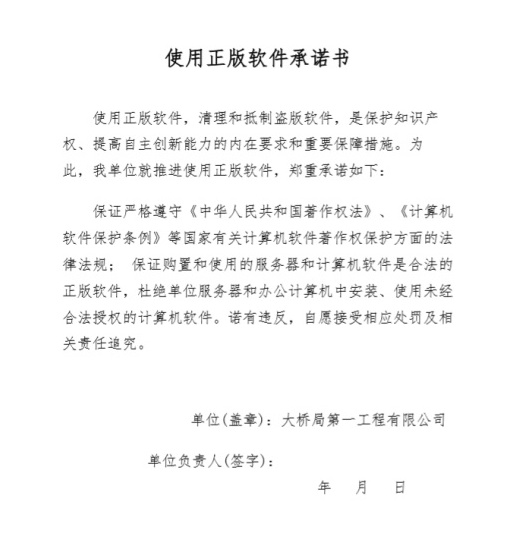 使用正版软件承诺书
使用正版软件，清理和抵制盗版软件，是保护知识产
权、提高自主创新能力的内在要求和重要保障措施。为
此，我单位就推进使用正版软件，郑重承诺如下：
保证严格遵守《中华人民共和国著作权法》、《计算机
软件保护条例》等国家有关计算机软件著作权保护方面的法
律法规； 保证购置和使用的服务器和计算机软件是合法的
正版软件，杜绝单位服务器和办公计算机中安装、使用未经
合法授权的计算机软件。诺有违反，自愿接受相应处罚及相
关责任追究。
单位(盖章)：大桥局第一工程有限公司
单位负责人(签字)：
年 月 日